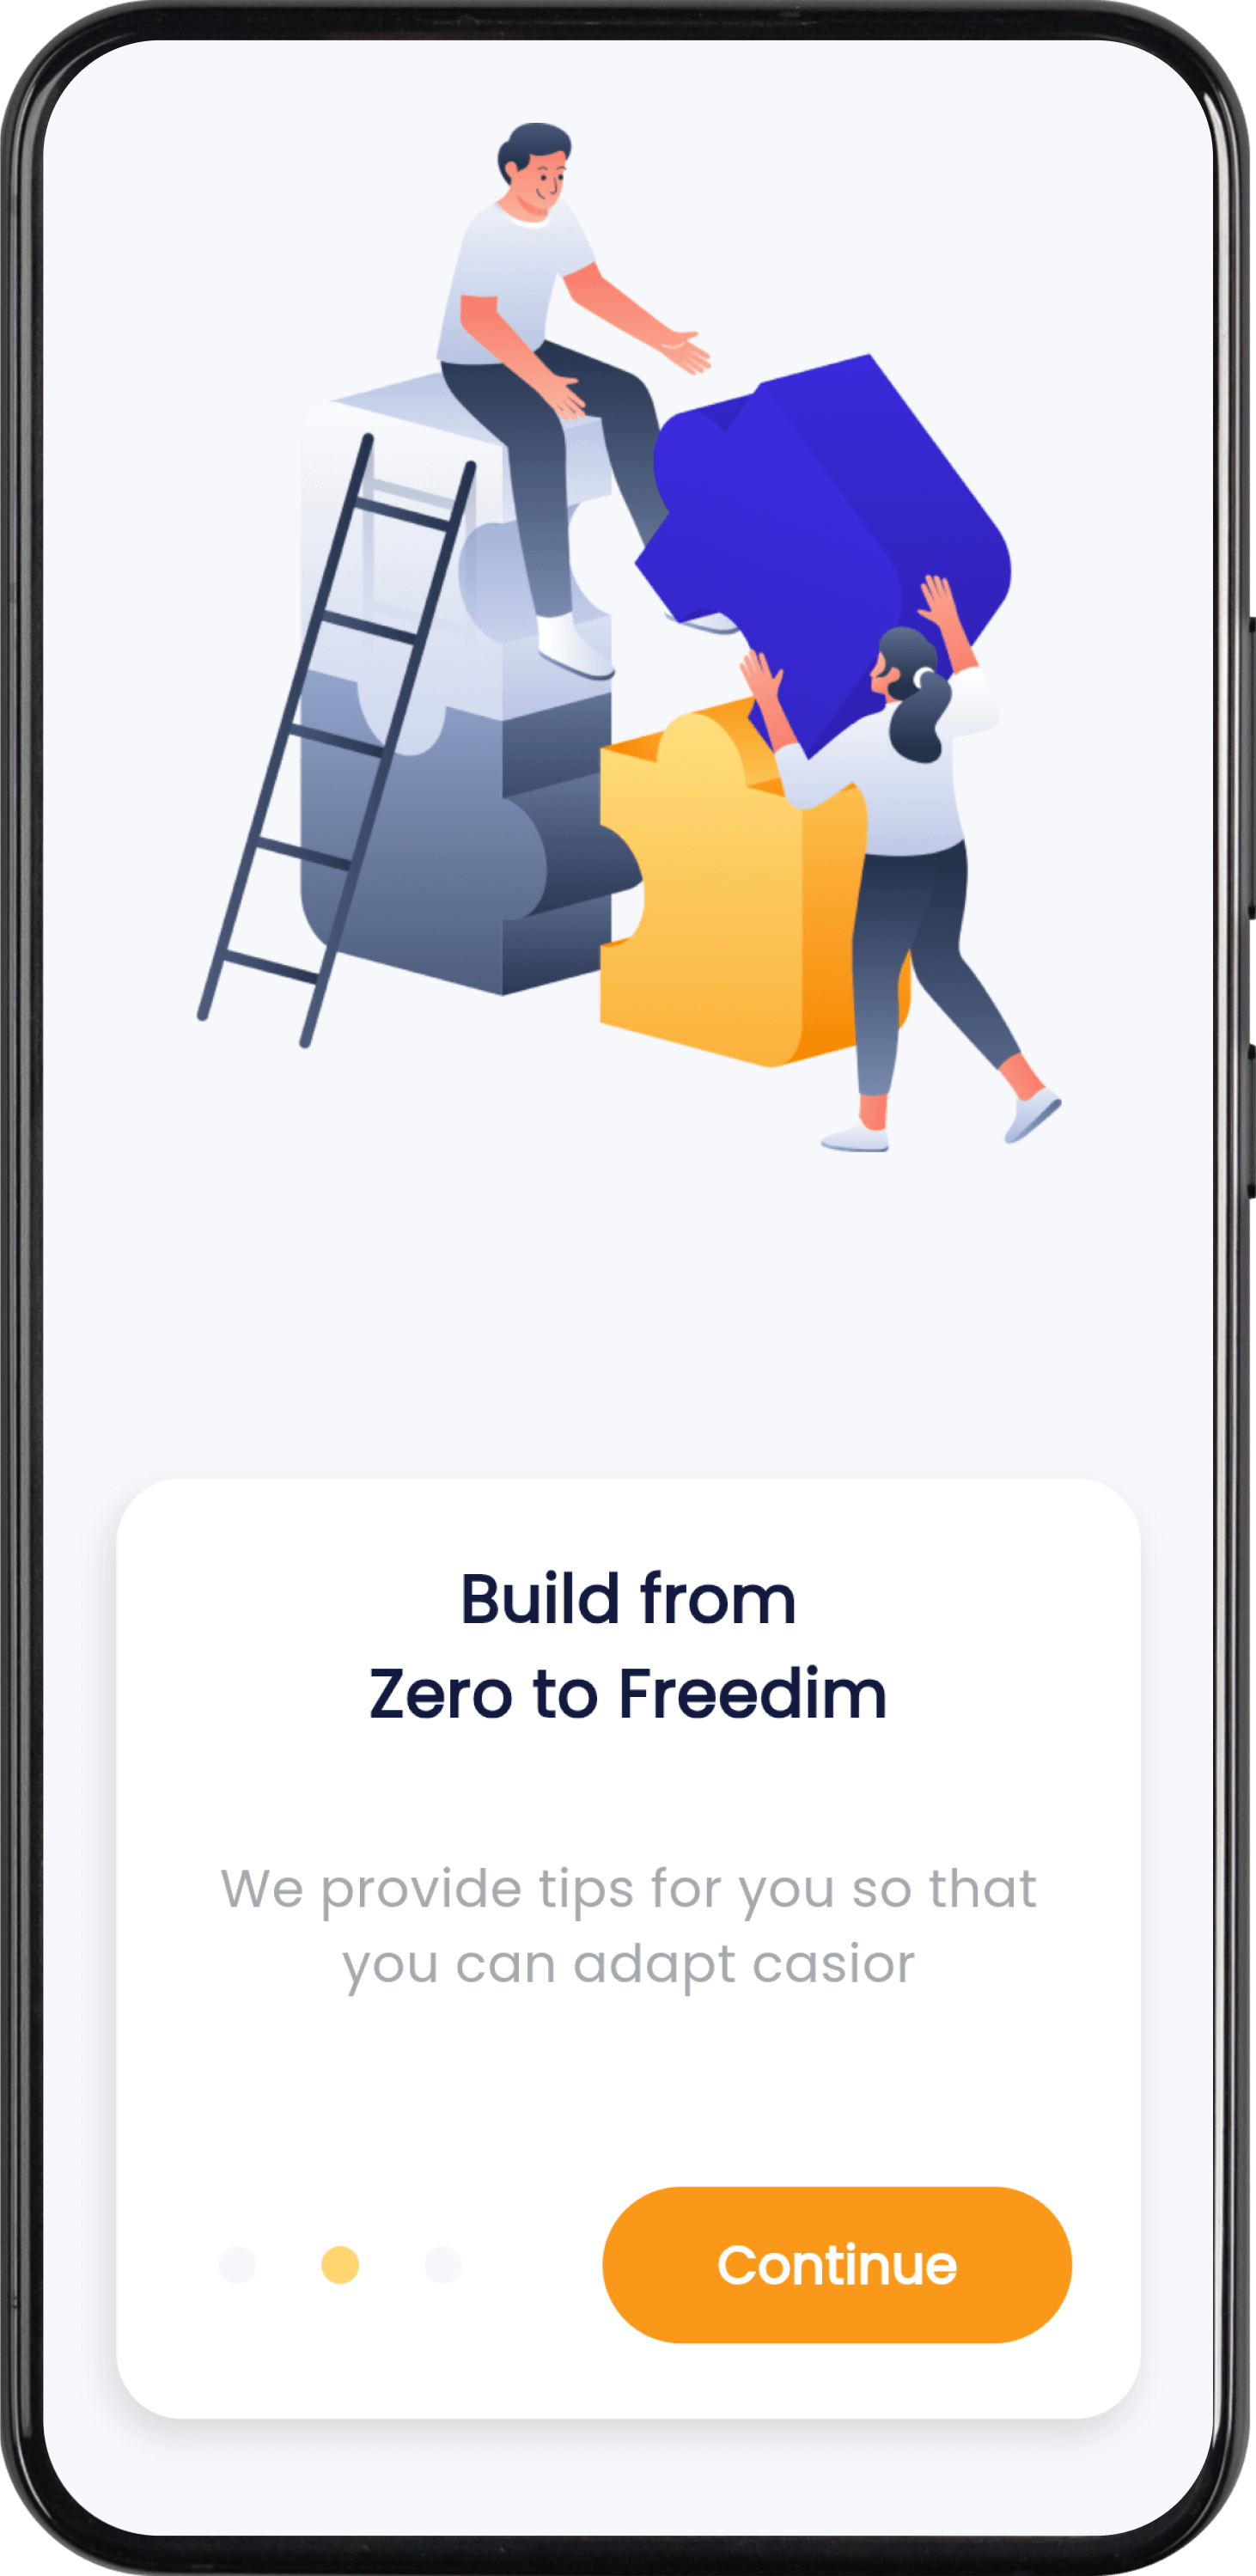 Build from
Zero to Freedim
We provide tips for you so that
you can adapt casior
Continue